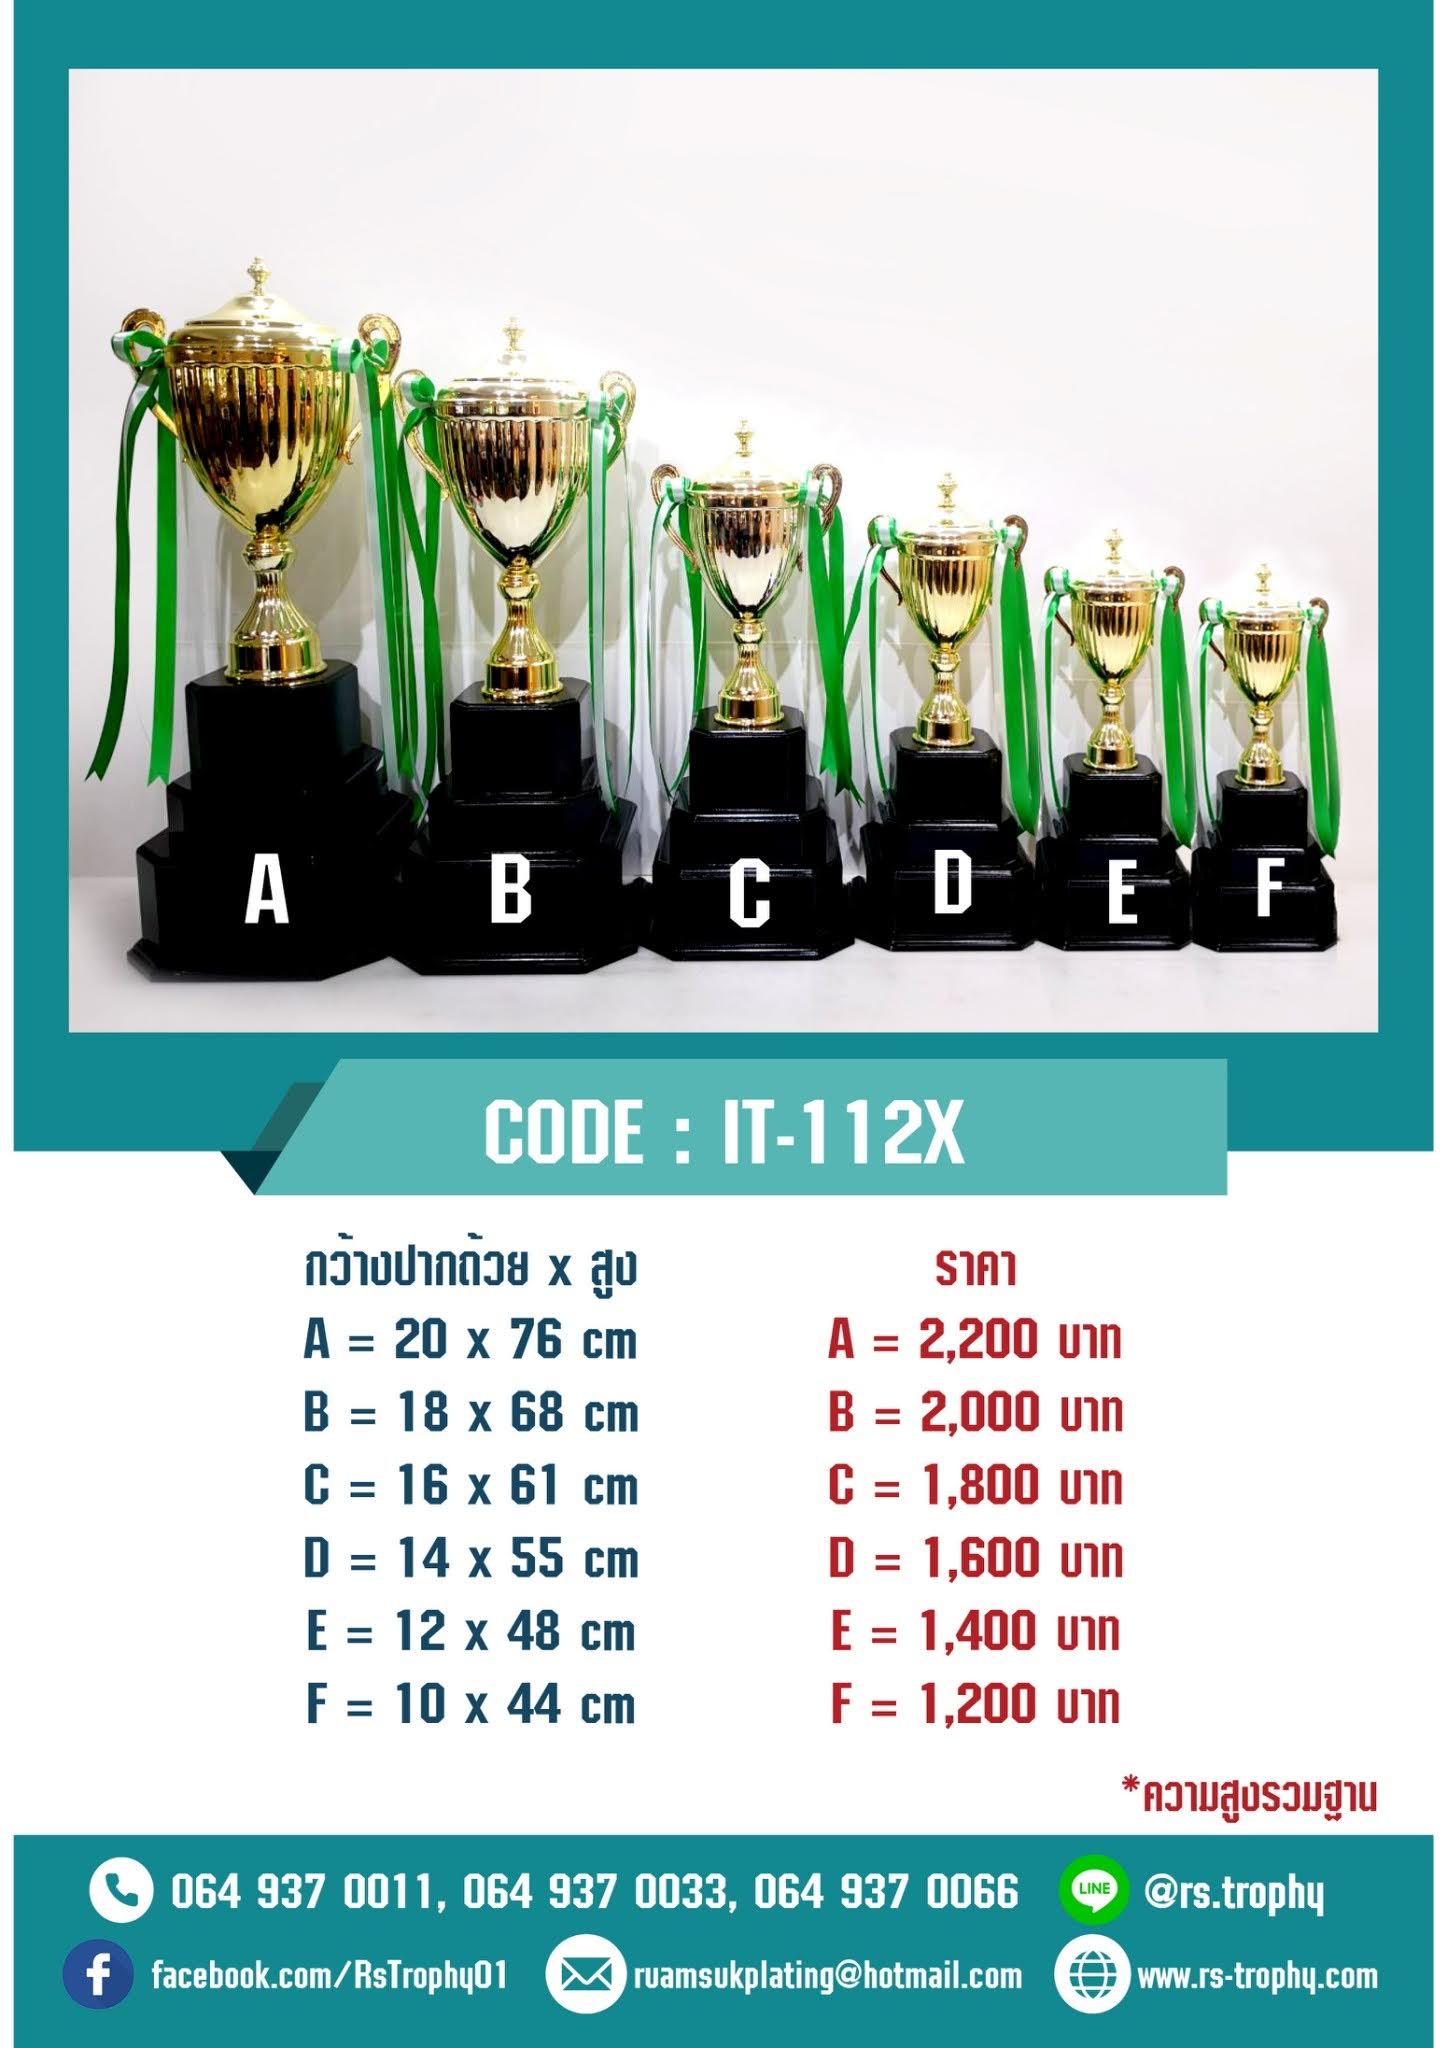 A B C D E F
CODE : IT-112X
กว้างปากถ้วย x สูง
A = 20 x 76 cm
B = 18 x 68 cm
C = 16 x 61 cm
D = 14 x 55 cm
E = 12 x 48 cm
F = 10 x 44 cm
ราคา
A = 2,200 บาท
B = 2,000 บาท
C = 1,800 บาท
D = 1,600 บาท
E = 1,400 บาท
F = 1,200 บาท
*ความสูงรวมฐาน
064 937 0011, 064 937 0033, 064 937 0066 LINE @rs.trophy
f facebook.com/RsTrophy01 ruamsukplating@hotmail.com www.rs-trophy.com